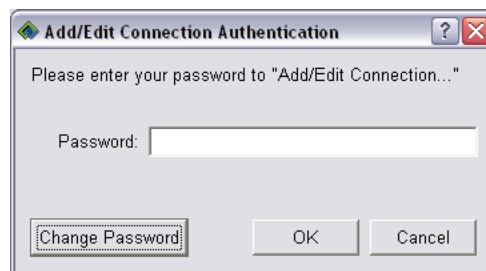 Add/Edit Connection Authentication
Please enter your password to "Add/Edit Connection..."
Password:
Change Password OK Cancel